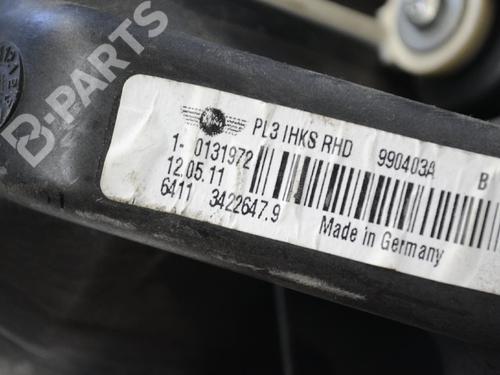 B-PARTS
PL3 IHKS RHD 990403A B
1- 0131972
12.05.11
6411 3422647.9
Made in Germany